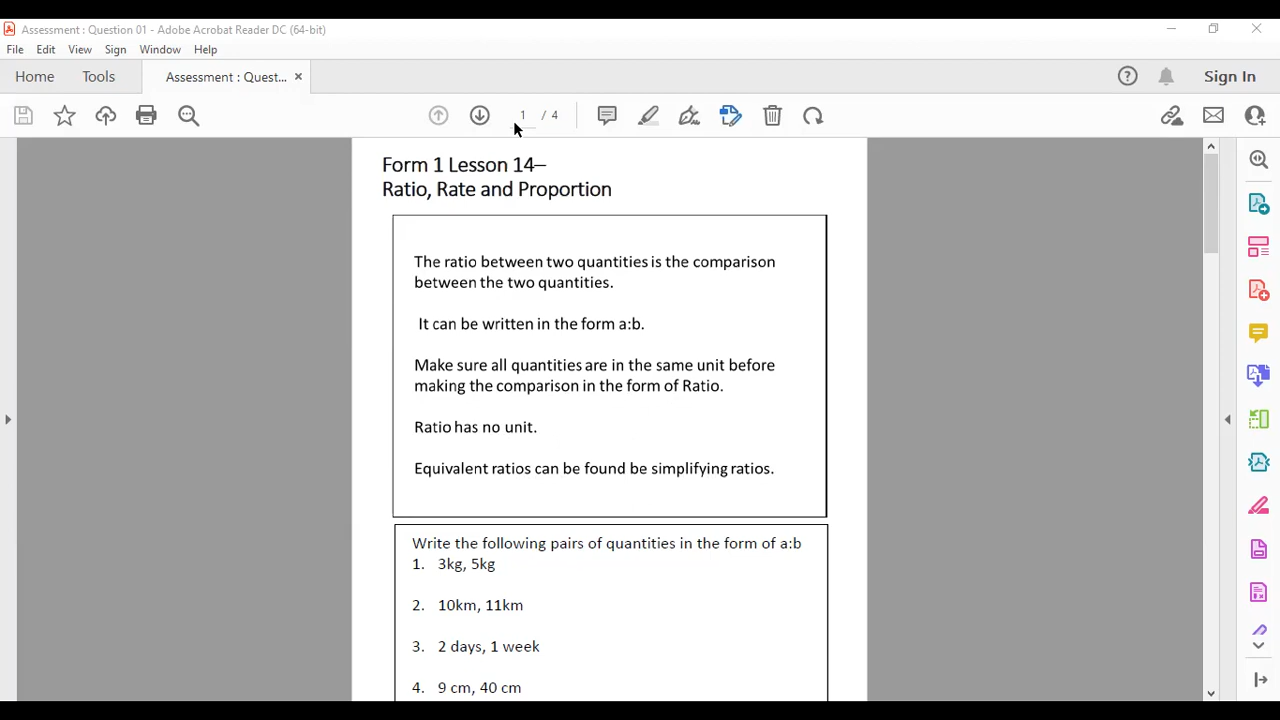 Assessment : Question 01 - Adobe Acrobat Reader DC (64-bit)
File Edit View Sign Window Help
Home Tools Assessment : Quest... × Sign In
1 / 4
Form 1 Lesson 14–
Ratio, Rate and Proportion
The ratio between two quantities is the comparison
between the two quantities.
It can be written in the form a:b.
Make sure all quantities are in the same unit before
making the comparison in the form of Ratio.
Ratio has no unit.
Equivalent ratios can be found be simplifying ratios.
Write the following pairs of quantities in the form of a:b
1. 3kg, 5kg
2. 10km, 11km
3. 2 days, 1 week
4. 9 cm, 40 cm